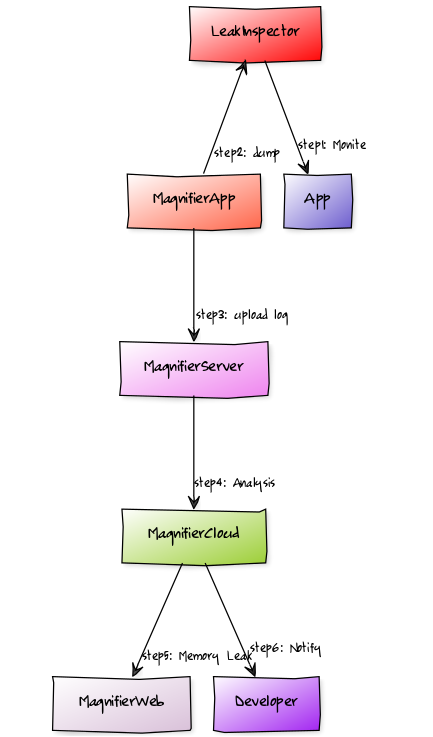 LeakInspector
step1: Monite
step2: dump
MagnifierApp
App
step3: upload log
MagnifierServer
step4: Analysis
MagnifierCloud
step6: Notify
step5: Memory Leak
MagnifierWeb
Developer